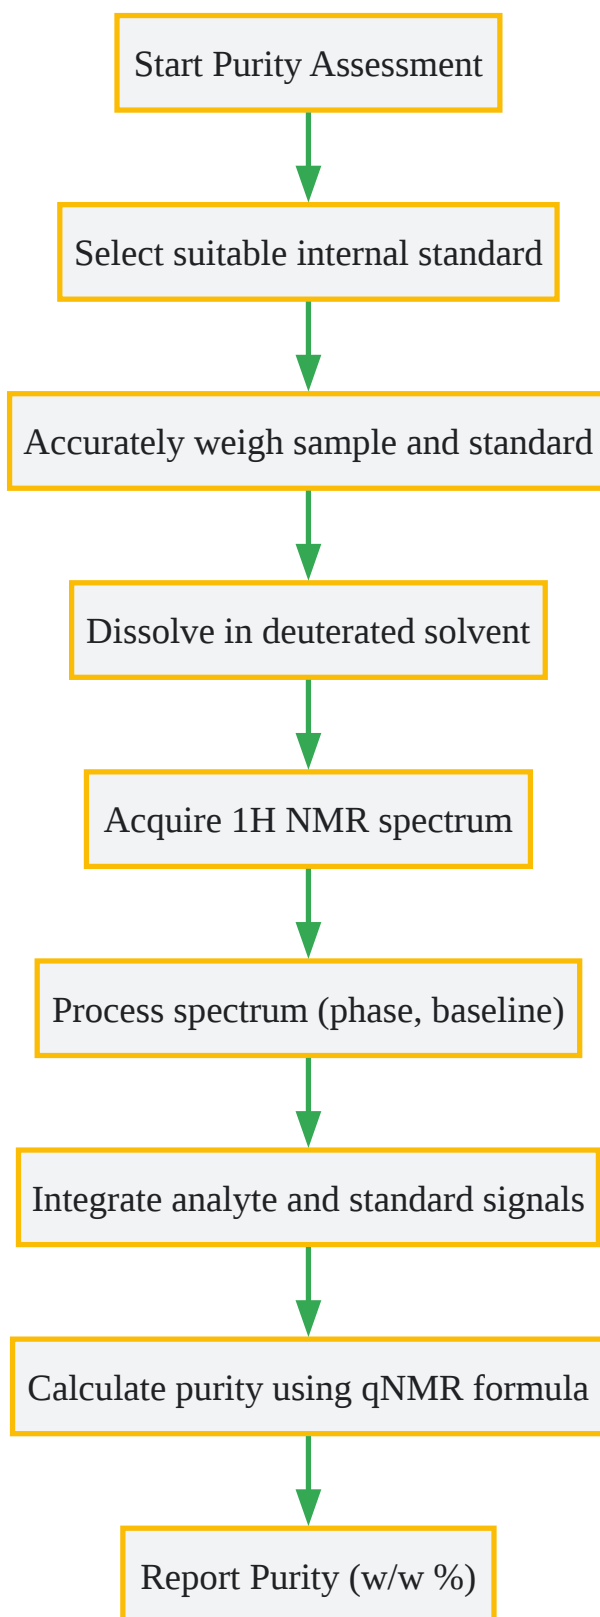 Start Purity Assessment
Select suitable internal standard
Accurately weigh sample and standard
Dissolve in deuterated solvent
Acquire 1H NMR spectrum
Process spectrum (phase, baseline)
Integrate analyte and standard signals
Calculate purity using qNMR formula
Report Purity (w/w %)